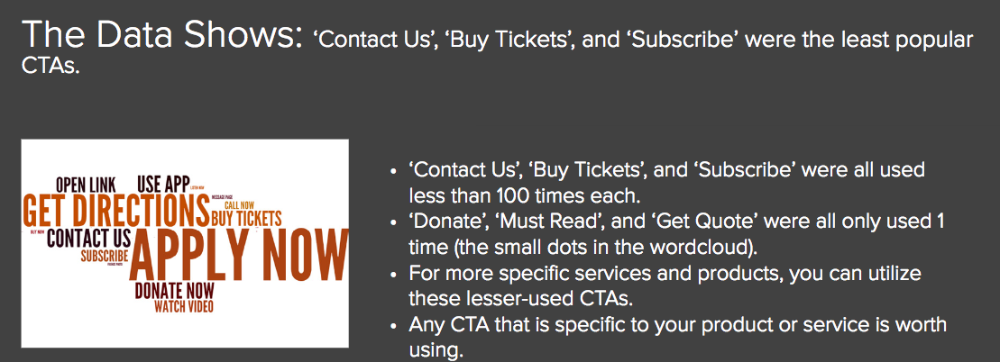 The Data Shows: ‘Contact Us’, ‘Buy Tickets’, and ‘Subscribe’ were the least popular
CTAs.
OPEN LINK USE APP LISTEN NOW
GET DIRECTIONS MESSAGE PAGE
CALL NOW
BUY TICKETS
BUY NOW CONTACT US
SUBSCRIBE APPLY NOW
DONATE NOW
WATCH VIDEO
• ‘Contact Us’, ‘Buy Tickets’, and ‘Subscribe’ were all used
less than 100 times each.
• ‘Donate’, ‘Must Read’, and ‘Get Quote’ were all only used 1
time (the small dots in the wordcloud).
• For more specific services and products, you can utilize
these lesser-used CTAs.
• Any CTA that is specific to your product or service is worth
using.